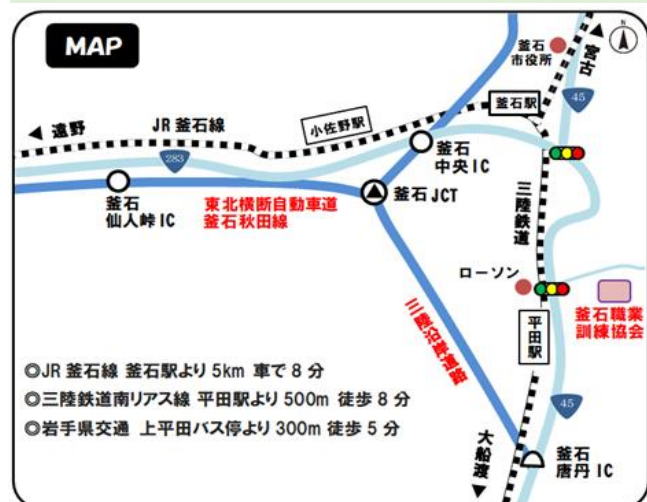 MAP
N
釜石
市役所
宮古
45
釜石駅
遠野
JR 釜石線
小佐野駅
283
釜石
中央 IC
釜石
仙人峠 IC
東北横断自動車道
釜石秋田線
釜石 JCT
三陸鉄道
ローソン
釜石職業
訓練協会
平田駅
三陸沿岸道路
◎JR 釜石線 釜石駅より 5km 車で 8 分
◎三陸鉄道南リアス線 平田駅より 500m 徒歩 8 分
◎岩手県交通 上平田バス停より 300m 徒歩 5 分
45
大船渡
釜石
唐丹 IC